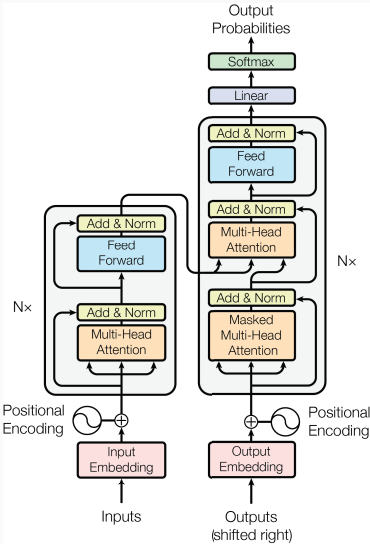 Output
Probabilities
Softmax
Linear
Add & Norm
Feed
Forward
Add & Norm
Multi-Head
Attention
Add & Norm
Masked
Multi-Head
Attention
N×
Add & Norm
Feed
Forward
Add & Norm
Multi-Head
Attention
N×
Positional
Encoding
Positional
Encoding
Input
Embedding
Output
Embedding
Inputs
Outputs
(shifted right)